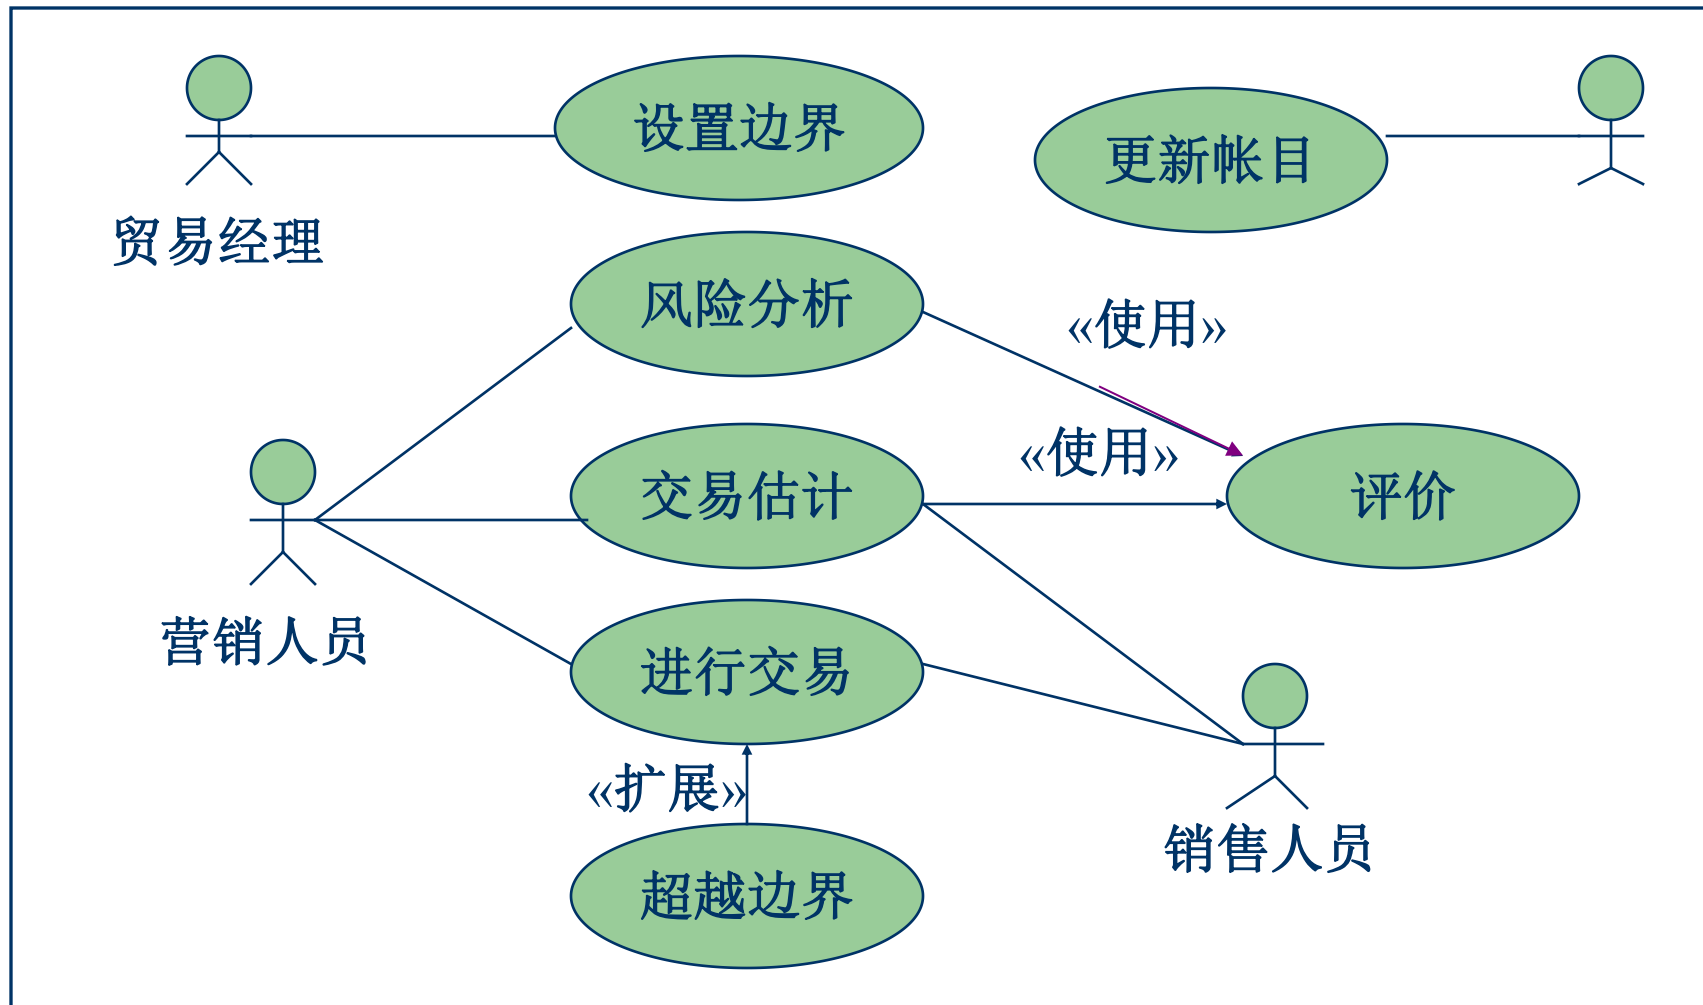 设置边界
更新帐目
贸易经理
风险分析
«使用»
«使用»
交易估计
评价
营销人员
进行交易
«扩展»
销售人员
超越边界